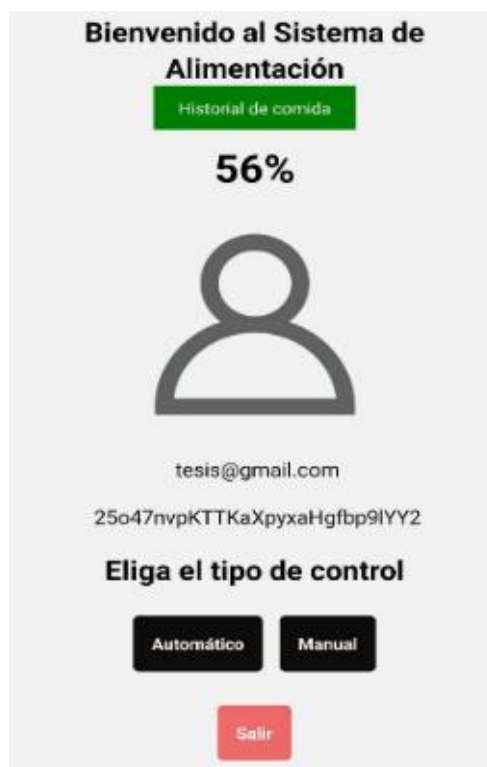 Bienvenido al Sistema de
Alimentación
Historial de comida
56%
tesis@gmail.com
25o47nvpKTTKaXpyxaHgfbp9lYY2
Eliga el tipo de control
Automático
Manual
Salir